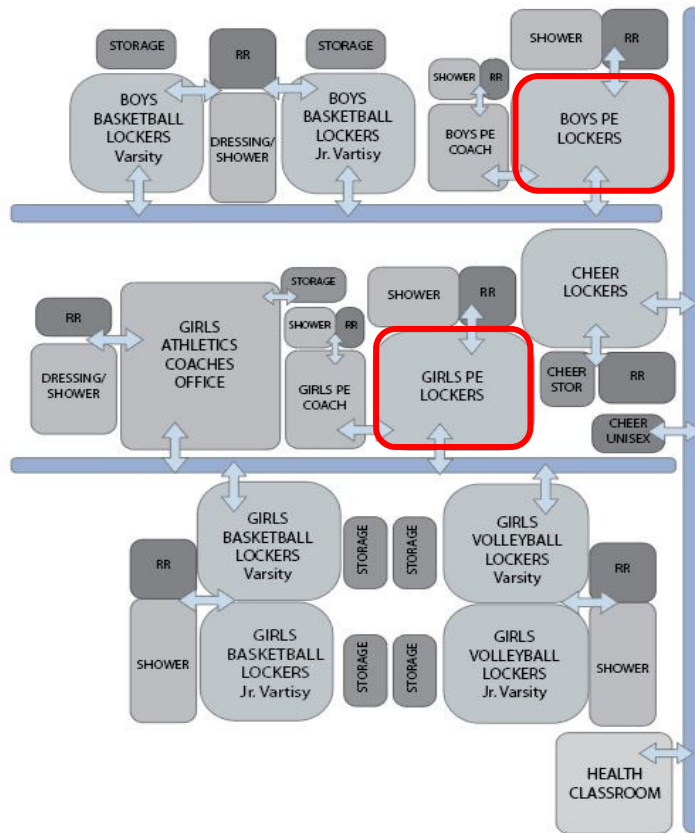 STORAGE
RR
STORAGE
SHOWER
RR
BOYS
BASKETBALL
LOCKERS
Varsity
DRESSING/
SHOWER
BOYS
BASKETBALL
LOCKERS
Jr. Vartisy
SHOWER
RR
BOYS PE
COACH
BOYS PE
LOCKERS
RR
DRESSING/
SHOWER
GIRLS
ATHLETICS
COACHES
OFFICE
STORAGE
SHOWER
RR
GIRLS PE
COACH
SHOWER
RR
GIRLS PE
LOCKERS
CHEER
LOCKERS
CHEER
STOR
RR
CHEER
UNISEX
RR
SHOWER
GIRLS
BASKETBALL
LOCKERS
Varsity
STORAGE
STORAGE
GIRLS
VOLLEYBALL
LOCKERS
Varsity
RR
SHOWER
GIRLS
BASKETBALL
LOCKERS
Jr. Vartisy
STORAGE
STORAGE
GIRLS
VOLLEYBALL
LOCKERS
Jr. Varsity
HEALTH
CLASSROOM